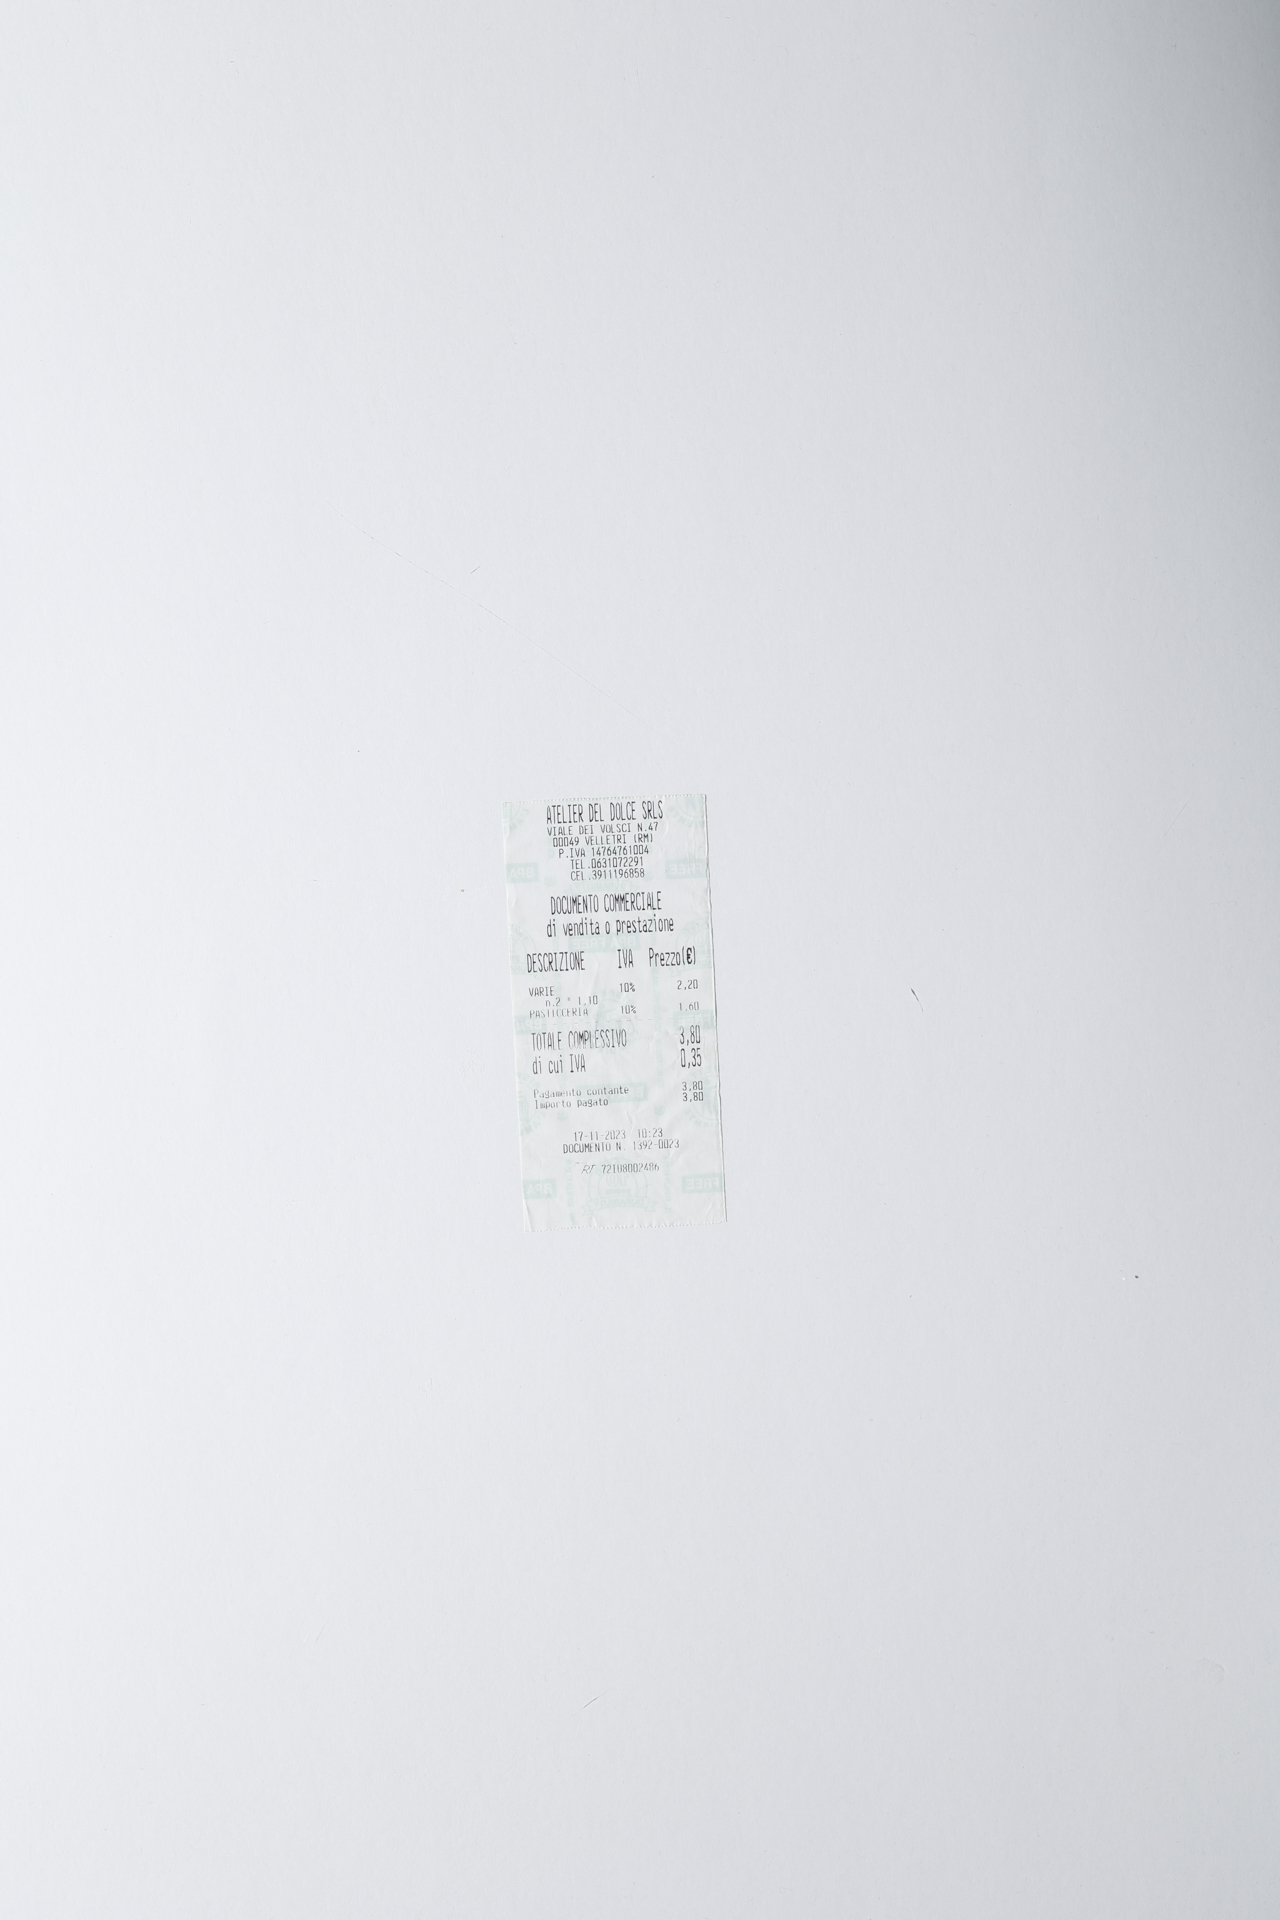 ATELIER DEL DOLCE SRLS
VIALE DEI VOLSCI N.47
00049 VELLETRI (RM)
P.IVA 14764761004
TEL.0631072291
CEL.3911196858
DOCUMENTO COMMERCIALE
di vendita o prestazione
DESCRIZIONE IVA Prezzo(€)
VARIE 10% 2,20
n.2 * 1,10
PASTICCERIA 10% 1,60
TOTALE COMPLESSIVO 3,80
di cui IVA 0,35
Pagamento contante 3,80
Importo pagato 3,80
17-11-2023 10:23
DOCUMENTO N. 1392-0023
RT 72108002486